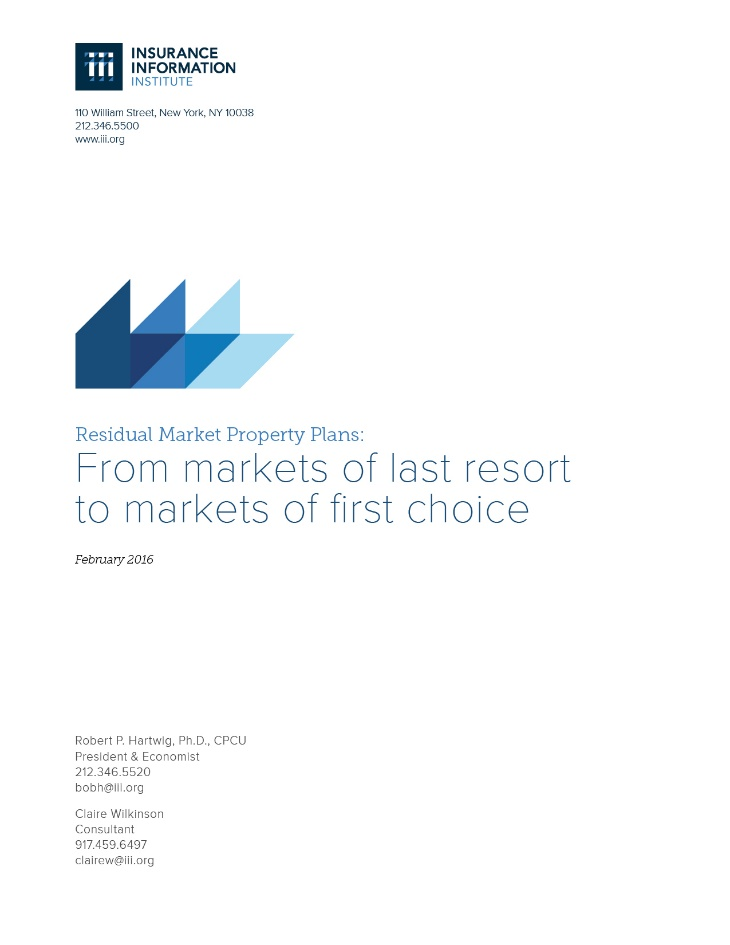 iii
INSURANCE
INFORMATION
INSTITUTE
110 William Street, New York, NY 10038
212.346.5500
www.iii.org
Residual Market Property Plans:
From markets of last resort
to markets of first choice
February 2016
Robert P. Hartwig, Ph.D., CPCU
President & Economist
212.346.5520
bobh@iii.org
Claire Wilkinson
Consultant
917.459.6497
clairew@iii.org